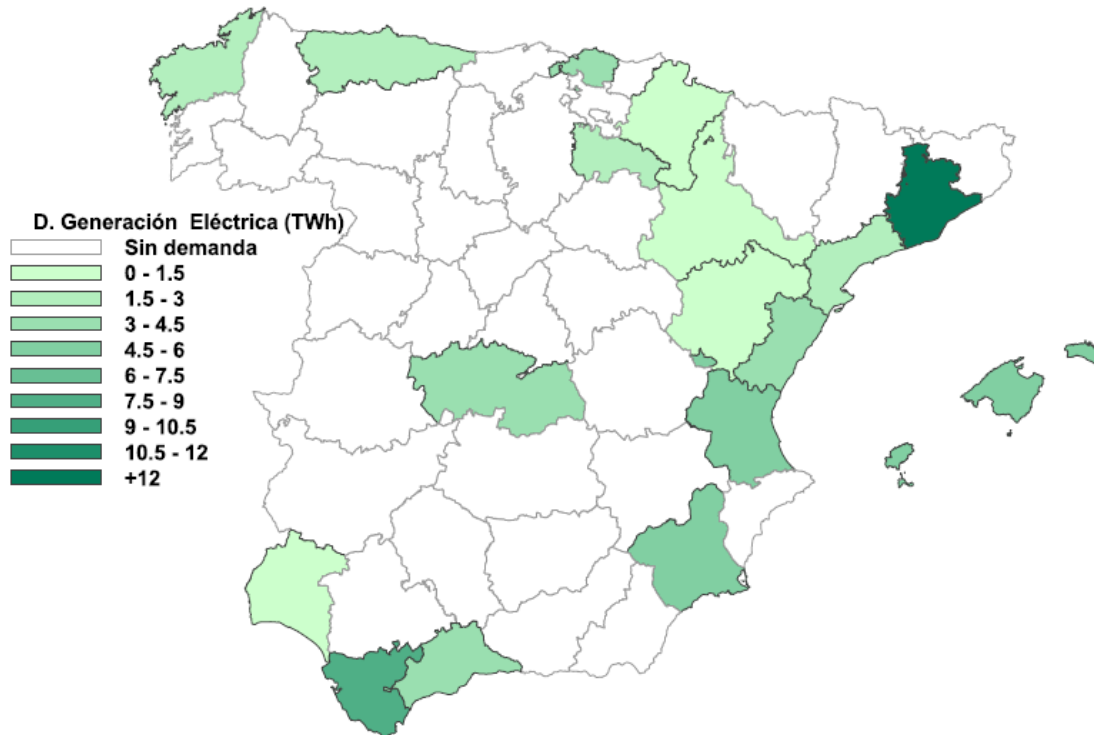 D. Generación Eléctrica (TWh)
Sin demanda
0 - 1.5
1.5 - 3
3 - 4.5
4.5 - 6
6 - 7.5
7.5 - 9
9 - 10.5
10.5 - 12
+12